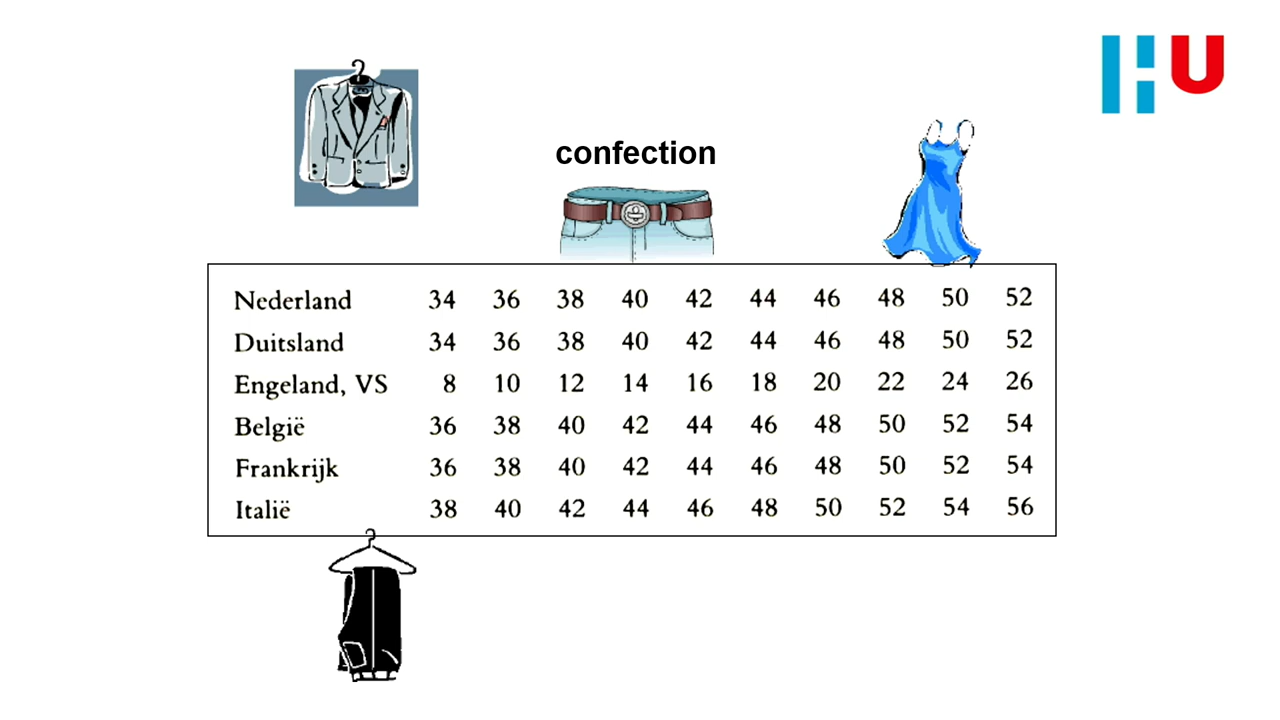 HU
confection
Nederland 34 36 38 40 42 44 46 48 50 52
Duitsland 34 36 38 40 42 44 46 48 50 52
Engeland, VS 8 10 12 14 16 18 20 22 24 26
België 36 38 40 42 44 46 48 50 52 54
Frankrijk 36 38 40 42 44 46 48 50 52 54
Italië 38 40 42 44 46 48 50 52 54 56